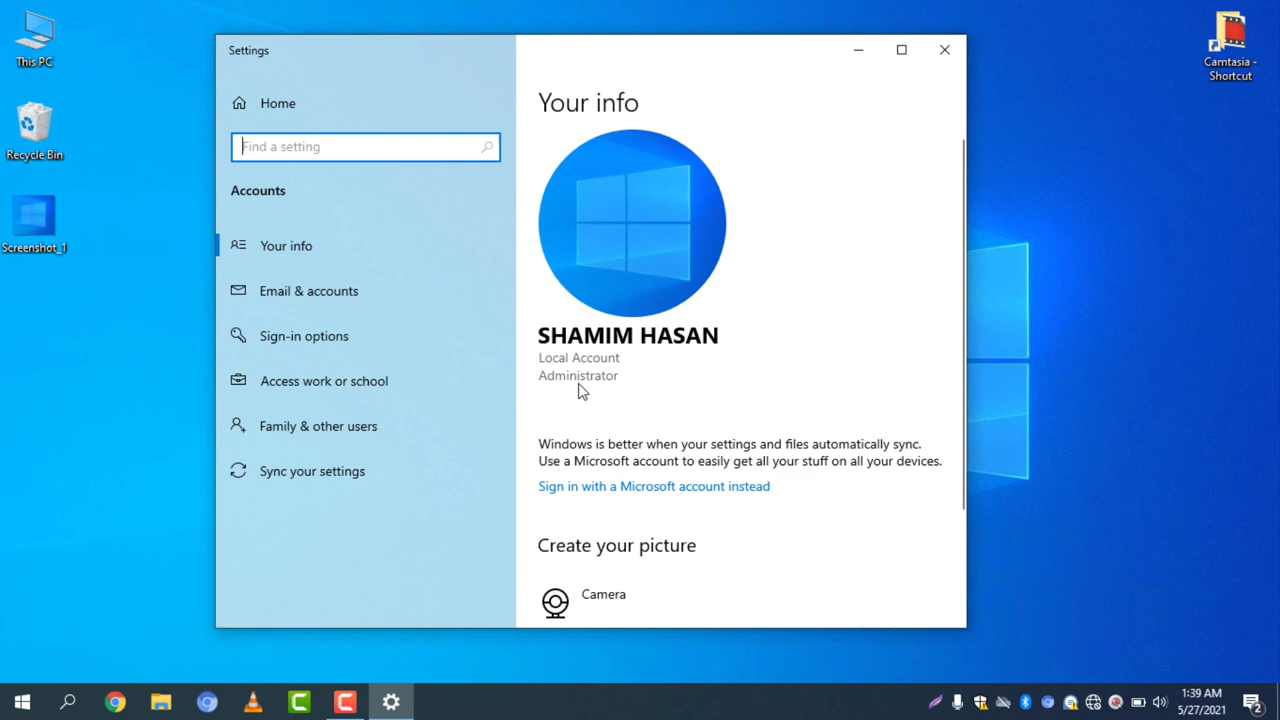 This PC
Recycle Bin
Screenshot_1
Settings
Home
Find a setting
Accounts
Your info
Email & accounts
Sign-in options
Access work or school
Family & other users
Sync your settings
Your info
SHAMIM HASAN
Local Account
Administrator
Windows is better when your settings and files automatically sync.
Use a Microsoft account to easily get all your stuff on all your devices.
Sign in with a Microsoft account instead
Create your picture
Camera
Camtasia -
Shortcut
1:39 AM
5/27/2021
2